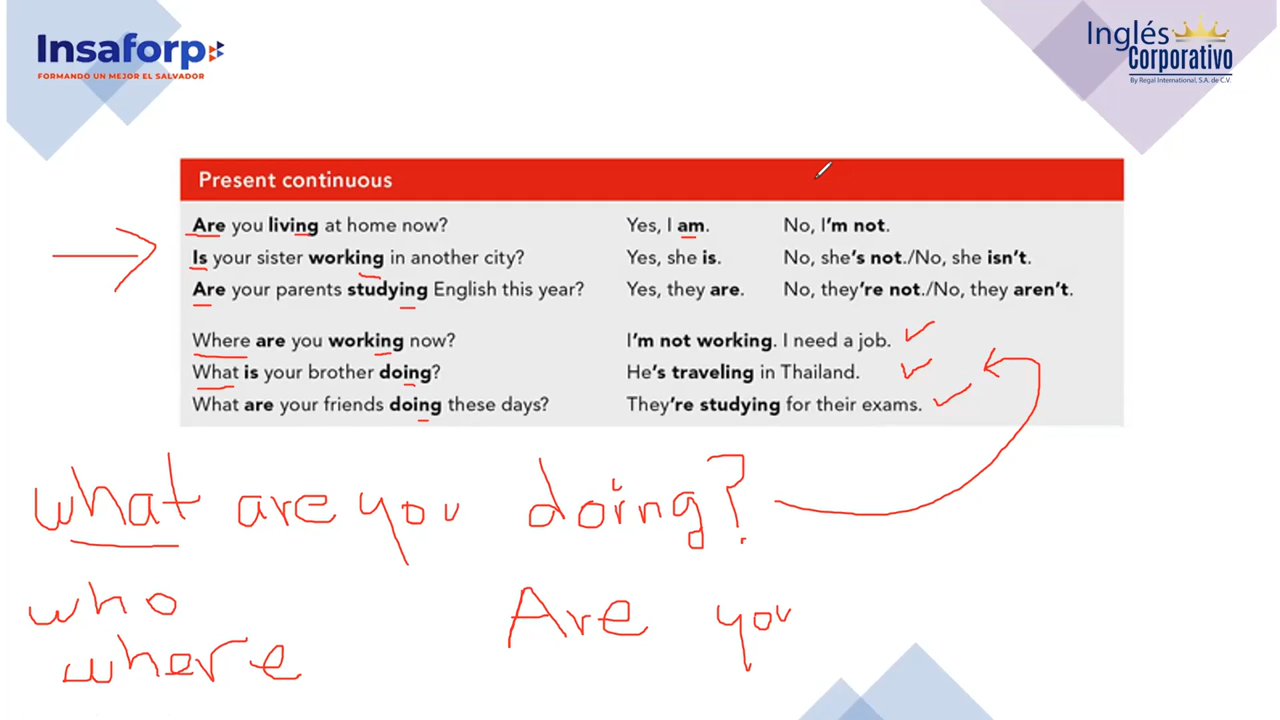 Insaforp
FORMANDO UN MEJOR EL SALVADOR
Inglés
Corporativo
By Regal International, S.A. de C.V.
Present continuous
Are you living at home now? Yes, I am. No, I'm not.
Is your sister working in another city? Yes, she is. No, she's not./No, she isn't.
Are your parents studying English this year? Yes, they are. No, they're not./No, they aren't.
Where are you working now? I'm not working. I need a job.
What is your brother doing? He's traveling in Thailand.
What are your friends doing these days? They're studying for their exams.
what are you doing?
who
Are you
where